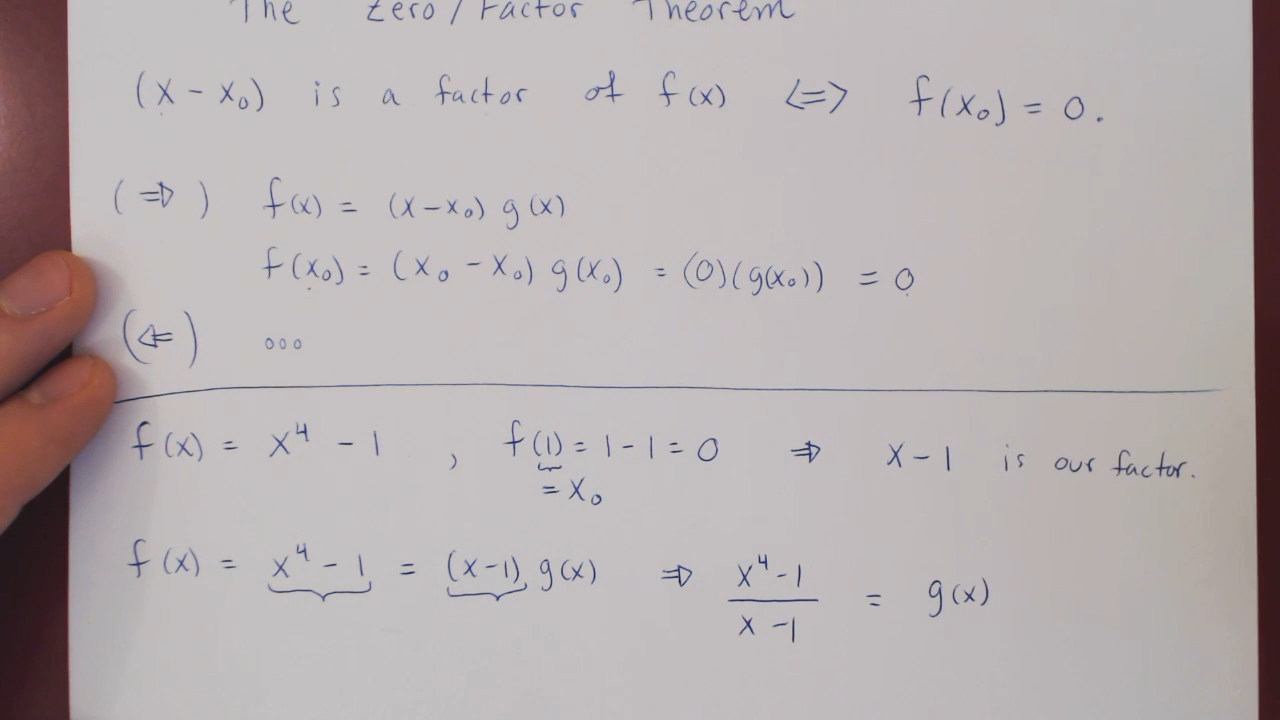 The Zero/Factor Theorem
(x - x₀) is a factor of f(x) <=> f(x₀) = 0.
(⇒) f(x) = (x-x₀) g(x)
f(x₀) = (x₀ - x₀) g(x₀) = (0)(g(x₀)) = 0
(⇐) ooo
f(x) = x⁴ - 1 , f(1) = 1 - 1 = 0 ⇒ x - 1 is our factor.
= x₀
f(x) = x⁴ - 1 = (x-1) g(x) ⇒ x⁴-1 / x-1 = g(x)